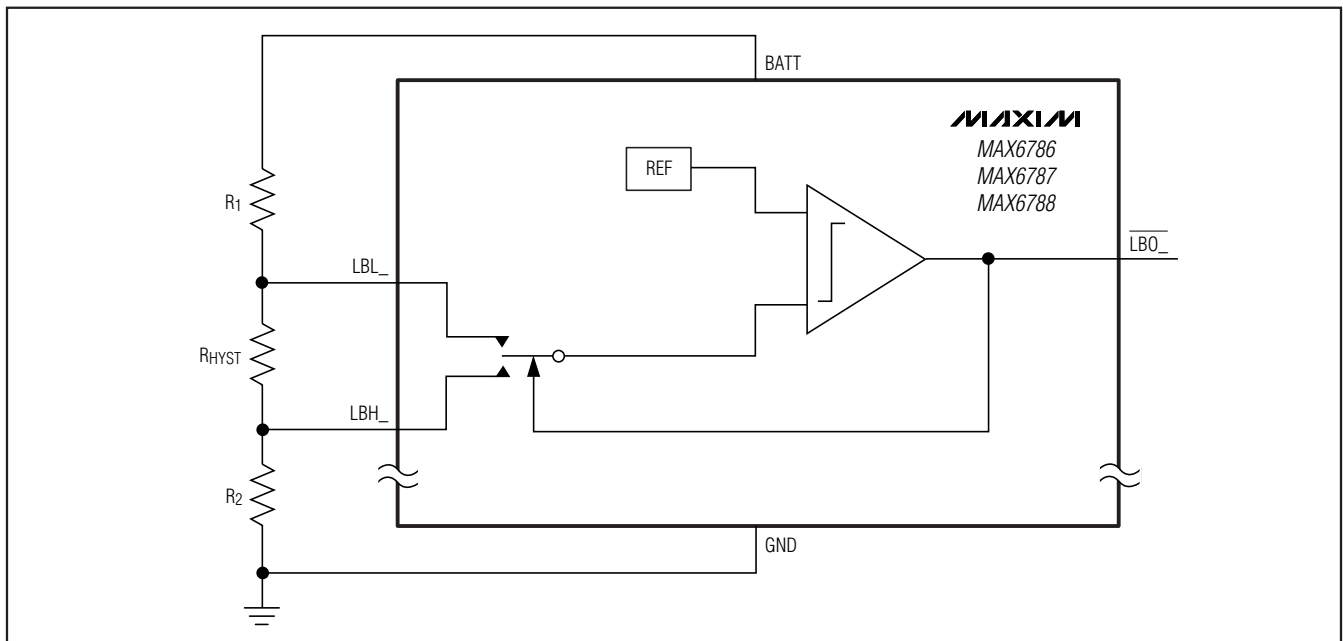 BATT
MAXIM
MAX6786
MAX6787
MAX6788
REF
R1
LBO_
LBL_
RHYST
LBH_
R2
GND